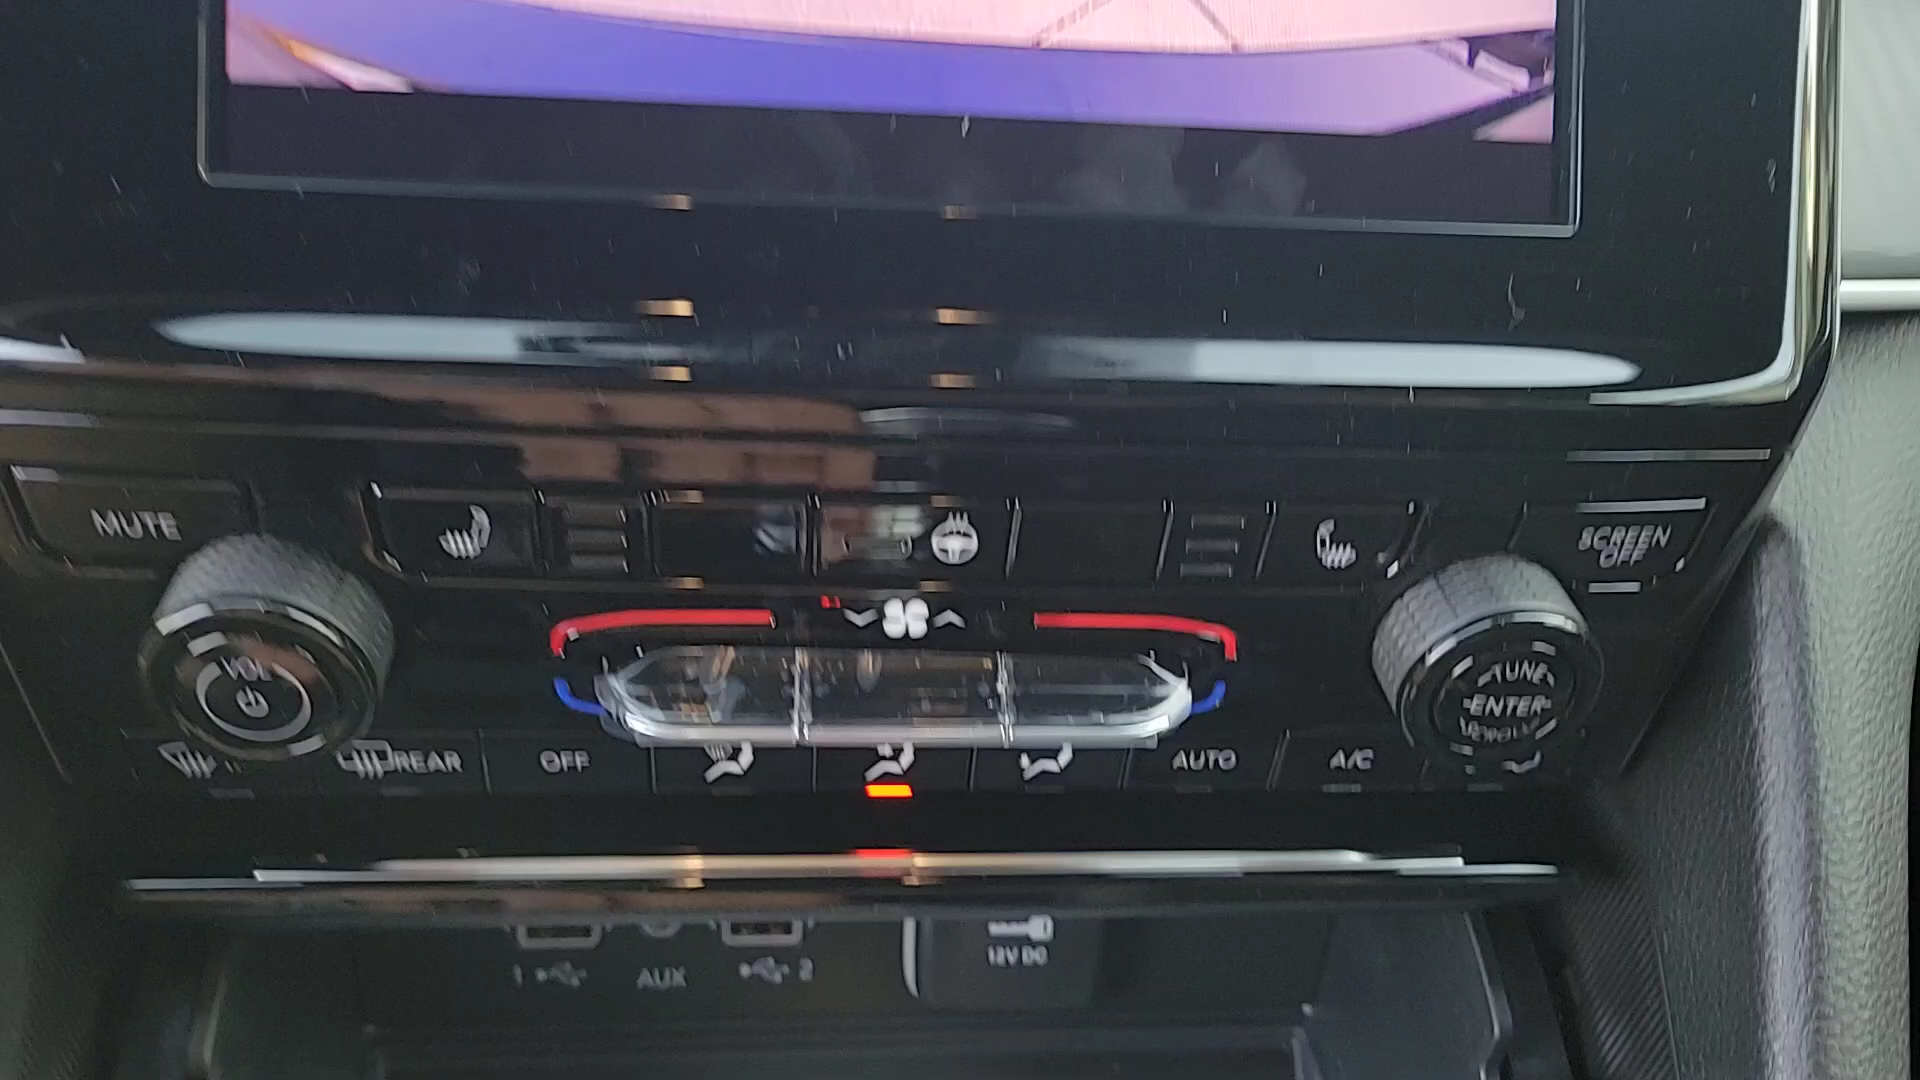 MUTE
SCREEN
OFF
VOL
TUNE
ENTER
REAR
OFF
AUTO
A/C
1
AUX
2
12V DC